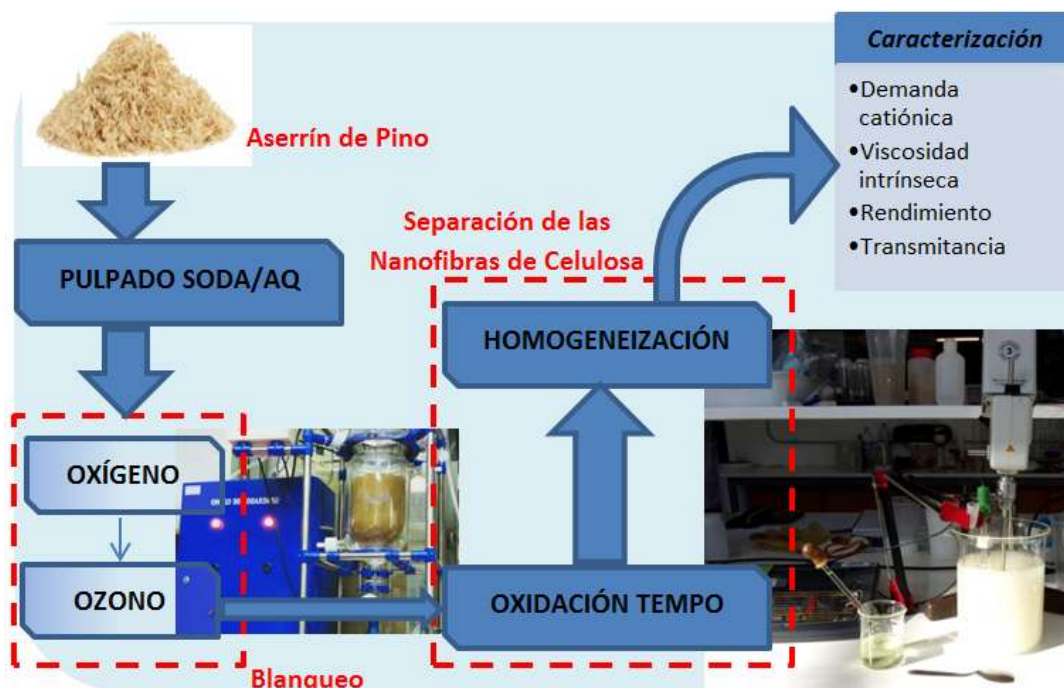 Aserrín de Pino
PULPADO SODA/AQ
OXÍGENO
OZONO
Blanqueo
Separación de las
Nanofibras de Celulosa
HOMOGENEIZACIÓN
OXIDACIÓN TEMPO
Caracterización
•Demanda
catiónica
•Viscosidad
intrínseca
•Rendimiento
•Transmitancia